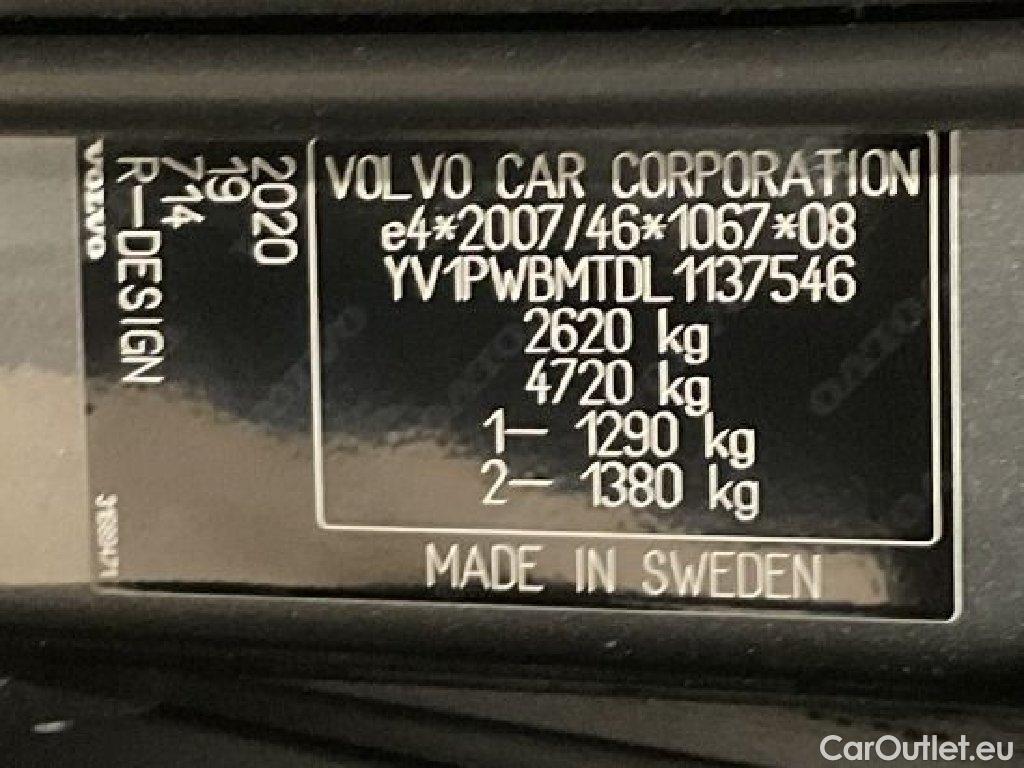 VOLVO
2020
19
714
R-DESIGN
VOLVO CAR CORPORATION
e4*2007/46*1067*08
YV1PWBMTDL1137546
2620 kg
4720 kg
1- 1290 kg
2- 1380 kg
MADE IN SWEDEN
CarOutlet.eu